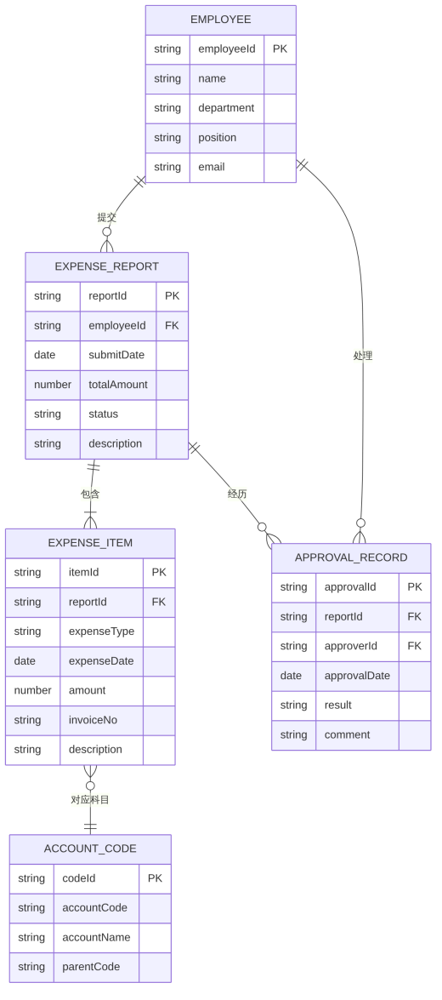 EMPLOYEE
string employeeId PK
string name
string department
string position
string email
提交
处理
EXPENSE_REPORT
string reportId PK
string employeeId FK
date submitDate
number totalAmount
string status
string description
包含
经历
EXPENSE_ITEM
string itemId PK
string reportId FK
string expenseType
date expenseDate
number amount
string invoiceNo
string description
APPROVAL_RECORD
string approvalId PK
string reportId FK
string approverId FK
date approvalDate
string result
string comment
对应科目
ACCOUNT_CODE
string codeId PK
string accountCode
string accountName
string parentCode